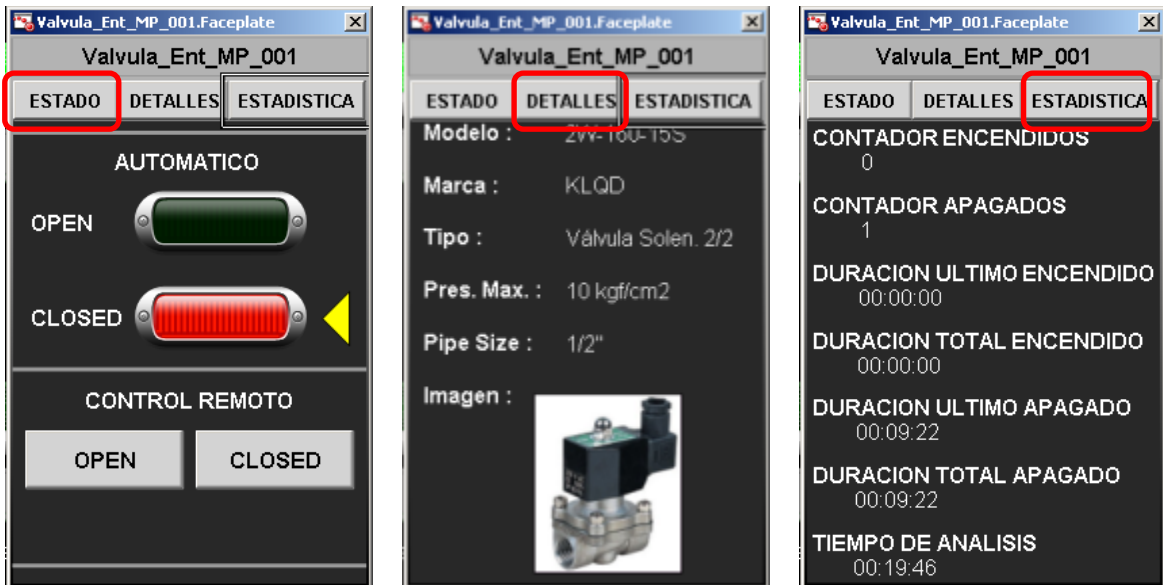 Valvula_Ent_MP_001.Faceplate
Valvula_Ent_MP_001
ESTADO DETALLES ESTADISTICA
AUTOMATICO
OPEN
CLOSED
CONTROL REMOTO
OPEN CLOSED
Valvula_Ent_MP_001.Faceplate
Valvula_Ent_MP_001
ESTADO DETALLES ESTADISTICA
Modelo : 2W-160-15S
Marca : KLQD
Tipo : Válvula Solen. 2/2
Pres. Max. : 10 kgf/cm2
Pipe Size : 1/2"
Imagen :
Valvula_Ent_MP_001.Faceplate
Valvula_Ent_MP_001
ESTADO DETALLES ESTADISTICA
CONTADOR ENCENDIDOS
0
CONTADOR APAGADOS
1
DURACION ULTIMO ENCENDIDO
00:00:00
DURACION TOTAL ENCENDIDO
00:00:00
DURACION ULTIMO APAGADO
00:09:22
DURACION TOTAL APAGADO
00:09:22
TIEMPO DE ANALISIS
00:19:46